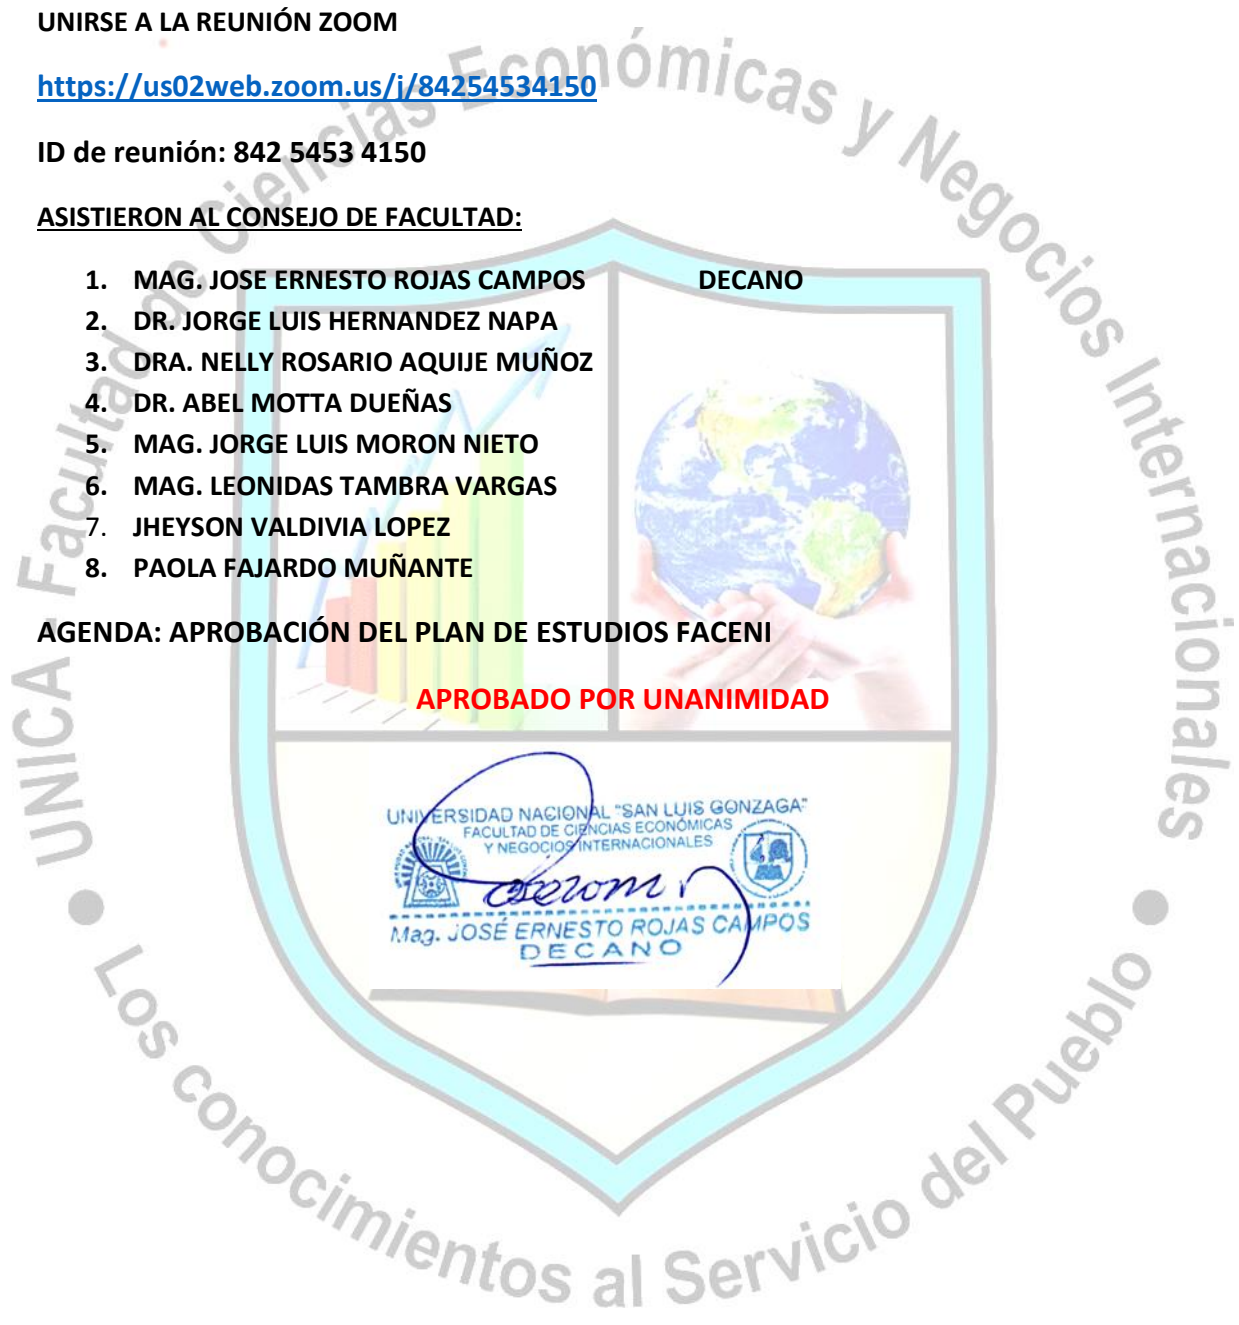 UNIRSE A LA REUNIÓN ZOOM
https://us02web.zoom.us/j/84254534150
ID de reunión: 842 5453 4150
ASISTIERON AL CONSEJO DE FACULTAD:
1. MAG. JOSE ERNESTO ROJAS CAMPOS DECANO
2. DR. JORGE LUIS HERNANDEZ NAPA
3. DRA. NELLY ROSARIO AQUIJE MUÑOZ
4. DR. ABEL MOTTA DUEÑAS
5. MAG. JORGE LUIS MORON NIETO
6. MAG. LEONIDAS TAMBRA VARGAS
7. JHEYSON VALDIVIA LOPEZ
8. PAOLA FAJARDO MUÑANTE
AGENDA: APROBACIÓN DEL PLAN DE ESTUDIOS FACENI
APROBADO POR UNANIMIDAD
UNIVERSIDAD NACIONAL "SAN LUIS GONZAGA"
FACULTAD DE CIENCIAS ECONÓMICAS
Y NEGOCIOS INTERNACIONALES
Mag. JOSÉ ERNESTO ROJAS CAMPOS
DECANO
UNICA - Facultad de Ciencias Económicas y Negocios Internacionales
Los conocimientos al Servicio del Pueblo